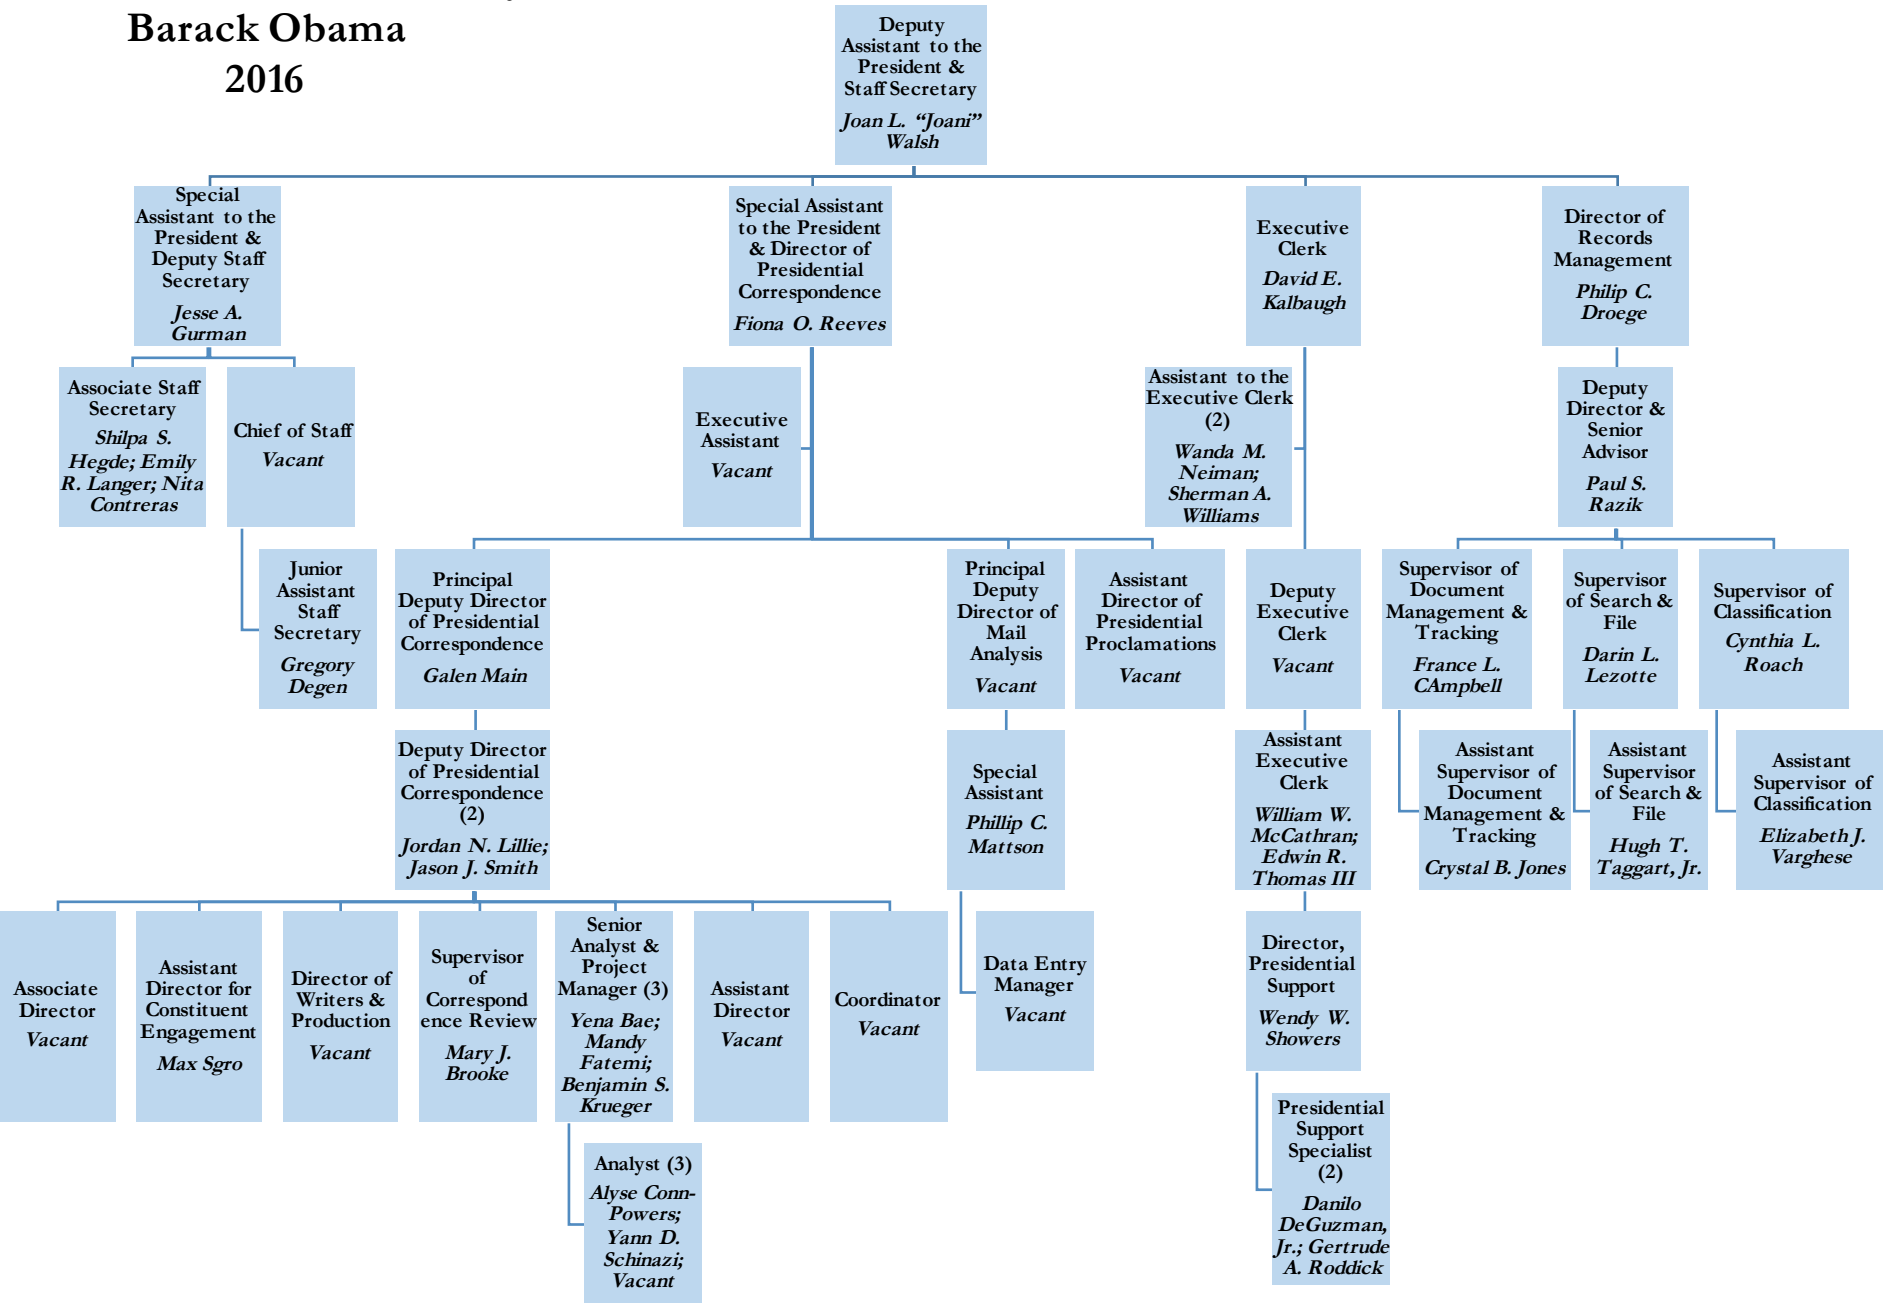 Barack Obama
2016
Deputy
Assistant to the
President &
Staff Secretary
Joan L. “Joani”
Walsh
Special
Assistant to the
President &
Deputy Staff
Secretary
Jesse A.
Gurman
Special Assistant
to the President
& Director of
Presidential
Correspondence
Fiona O. Reeves
Executive
Clerk
David E.
Kalbaugh
Director of
Records
Management
Philip C.
Droege
Associate Staff
Secretary
Shilpa S.
Hegde; Emily
R. Langer; Nita
Contreras
Chief of Staff
Vacant
Executive
Assistant
Vacant
Assistant to the
Executive Clerk
(2)
Wanda M.
Neiman;
Sherman A.
Williams
Deputy
Director &
Senior
Advisor
Paul S.
Razik
Junior
Assistant
Staff
Secretary
Gregory
Degen
Principal
Deputy Director
of Presidential
Correspondence
Galen Main
Principal
Deputy
Director of
Mail
Analysis
Vacant
Assistant
Director of
Presidential
Proclamations
Vacant
Deputy
Executive
Clerk
Vacant
Supervisor of
Document
Management &
Tracking
France L.
CAmpbell
Supervisor
of Search &
File
Darin L.
Lezotte
Supervisor of
Classification
Cynthia L.
Roach
Deputy Director
of Presidential
Correspondence
(2)
Jordan N. Lillie;
Jason J. Smith
Special
Assistant
Phillip C.
Mattson
Assistant
Executive
Clerk
William W.
McCathran;
Edwin R.
Thomas III
Assistant
Supervisor of
Document
Management &
Tracking
Crystal B. Jones
Assistant
Supervisor
of Search &
File
Hugh T.
Taggart, Jr.
Assistant
Supervisor of
Classification
Elizabeth J.
Varghese
Associate
Director
Vacant
Assistant
Director for
Constituent
Engagement
Max Sgro
Director of
Writers &
Production
Vacant
Supervisor
of
Correspond
ence Review
Mary J.
Brooke
Senior
Analyst &
Project
Manager (3)
Yena Bae;
Mandy
Fatemi;
Benjamin S.
Krueger
Assistant
Director
Vacant
Coordinator
Vacant
Data Entry
Manager
Vacant
Director,
Presidential
Support
Wendy W.
Showers
Analyst (3)
Alyse Conn-
Powers;
Yann D.
Schinazi;
Vacant
Presidential
Support
Specialist
(2)
Danilo
DeGuzman,
Jr.; Gertrude
A. Roddick